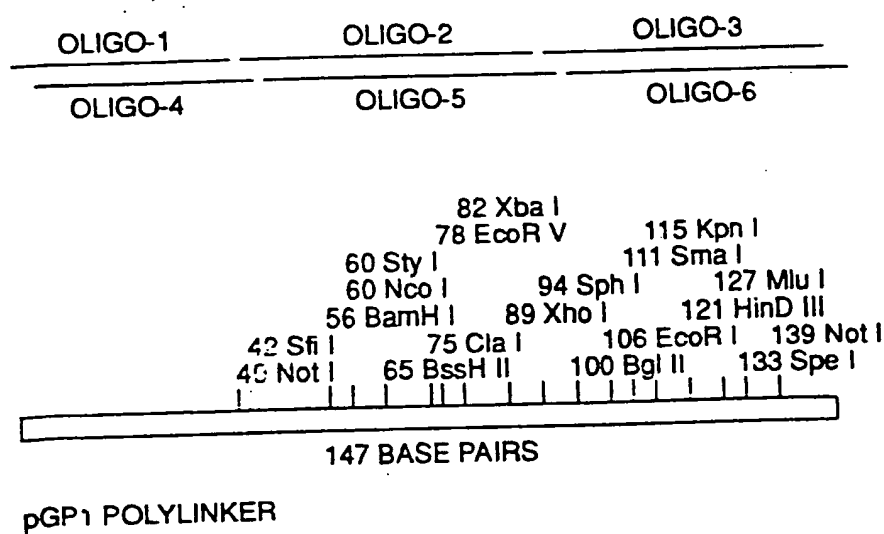 OLIGO-1 OLIGO-2 OLIGO-3
OLIGO-4 OLIGO-5 OLIGO-6
82 Xba I
78 EcoR V 115 Kpn I
60 Sty I 111 Sma I
60 Nco I 94 Sph I 127 Mlu I
56 BamH I 89 Xho I 121 HinD III
42 Sfi I 75 Cla I 106 EcoR I 139 Not I
Not I 65 BssH II 100 Bgl II 133 Spe I
147 BASE PAIRS
pGP1 POLYLINKER